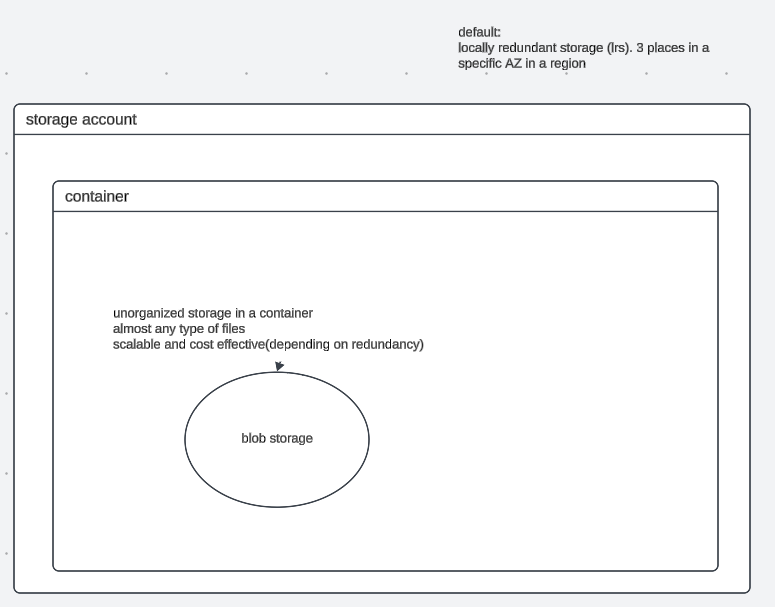 default:
locally redundant storage (lrs). 3 places in a
specific AZ in a region
storage account
container
unorganized storage in a container
almost any type of files
scalable and cost effective(depending on redundancy)
blob storage